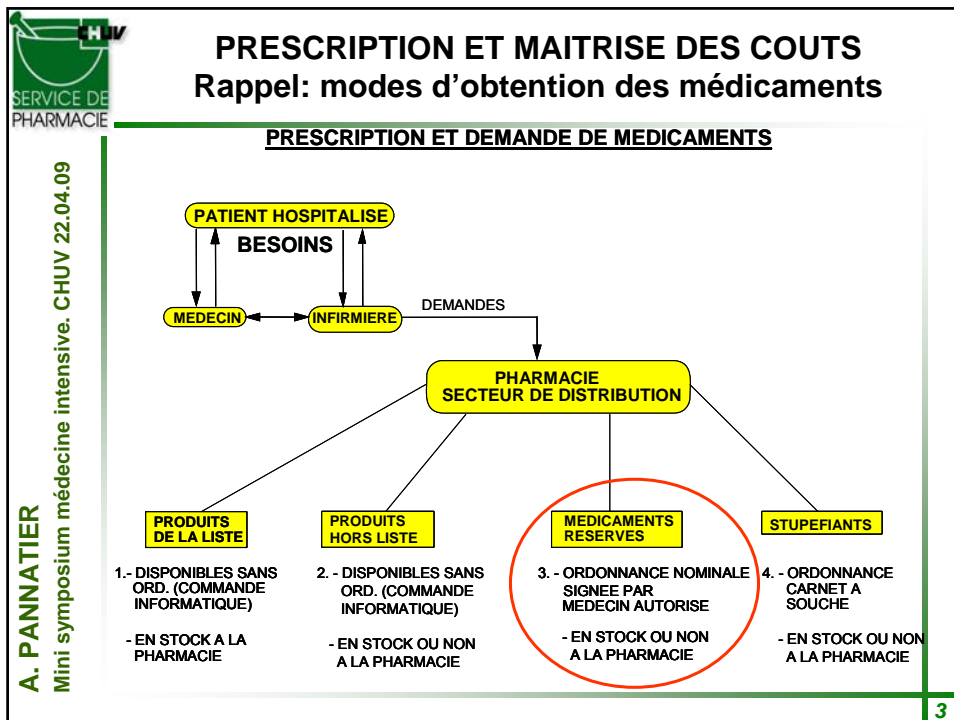 CHUV
SERVICE DE
PHARMACIE
PRESCRIPTION ET MAITRISE DES COUTS
Rappel: modes d'obtention des médicaments
A. PANNATIER
Mini symposium médecine intensive. CHUV 22.04.09
PRESCRIPTION ET DEMANDE DE MEDICAMENTS
PATIENT HOSPITALISE
BESOINS
MEDECIN
INFIRMIERE
DEMANDES
PHARMACIE
SECTEUR DE DISTRIBUTION
PRODUITS
DE LA LISTE
1.- DISPONIBLES SANS
ORD. (COMMANDE
INFORMATIQUE)
- EN STOCK A LA
PHARMACIE
PRODUITS
HORS LISTE
2. - DISPONIBLES SANS
ORD. (COMMANDE
INFORMATIQUE)
- EN STOCK OU NON
A LA PHARMACIE
MEDICAMENTS
RESERVES
3. - ORDONNANCE NOMINALE
SIGNEE PAR
MEDECIN AUTORISE
- EN STOCK OU NON
A LA PHARMACIE
STUPEFIANTS
4. - ORDONNANCE
CARNET A
SOUCHE
- EN STOCK OU NON
A LA PHARMACIE
3